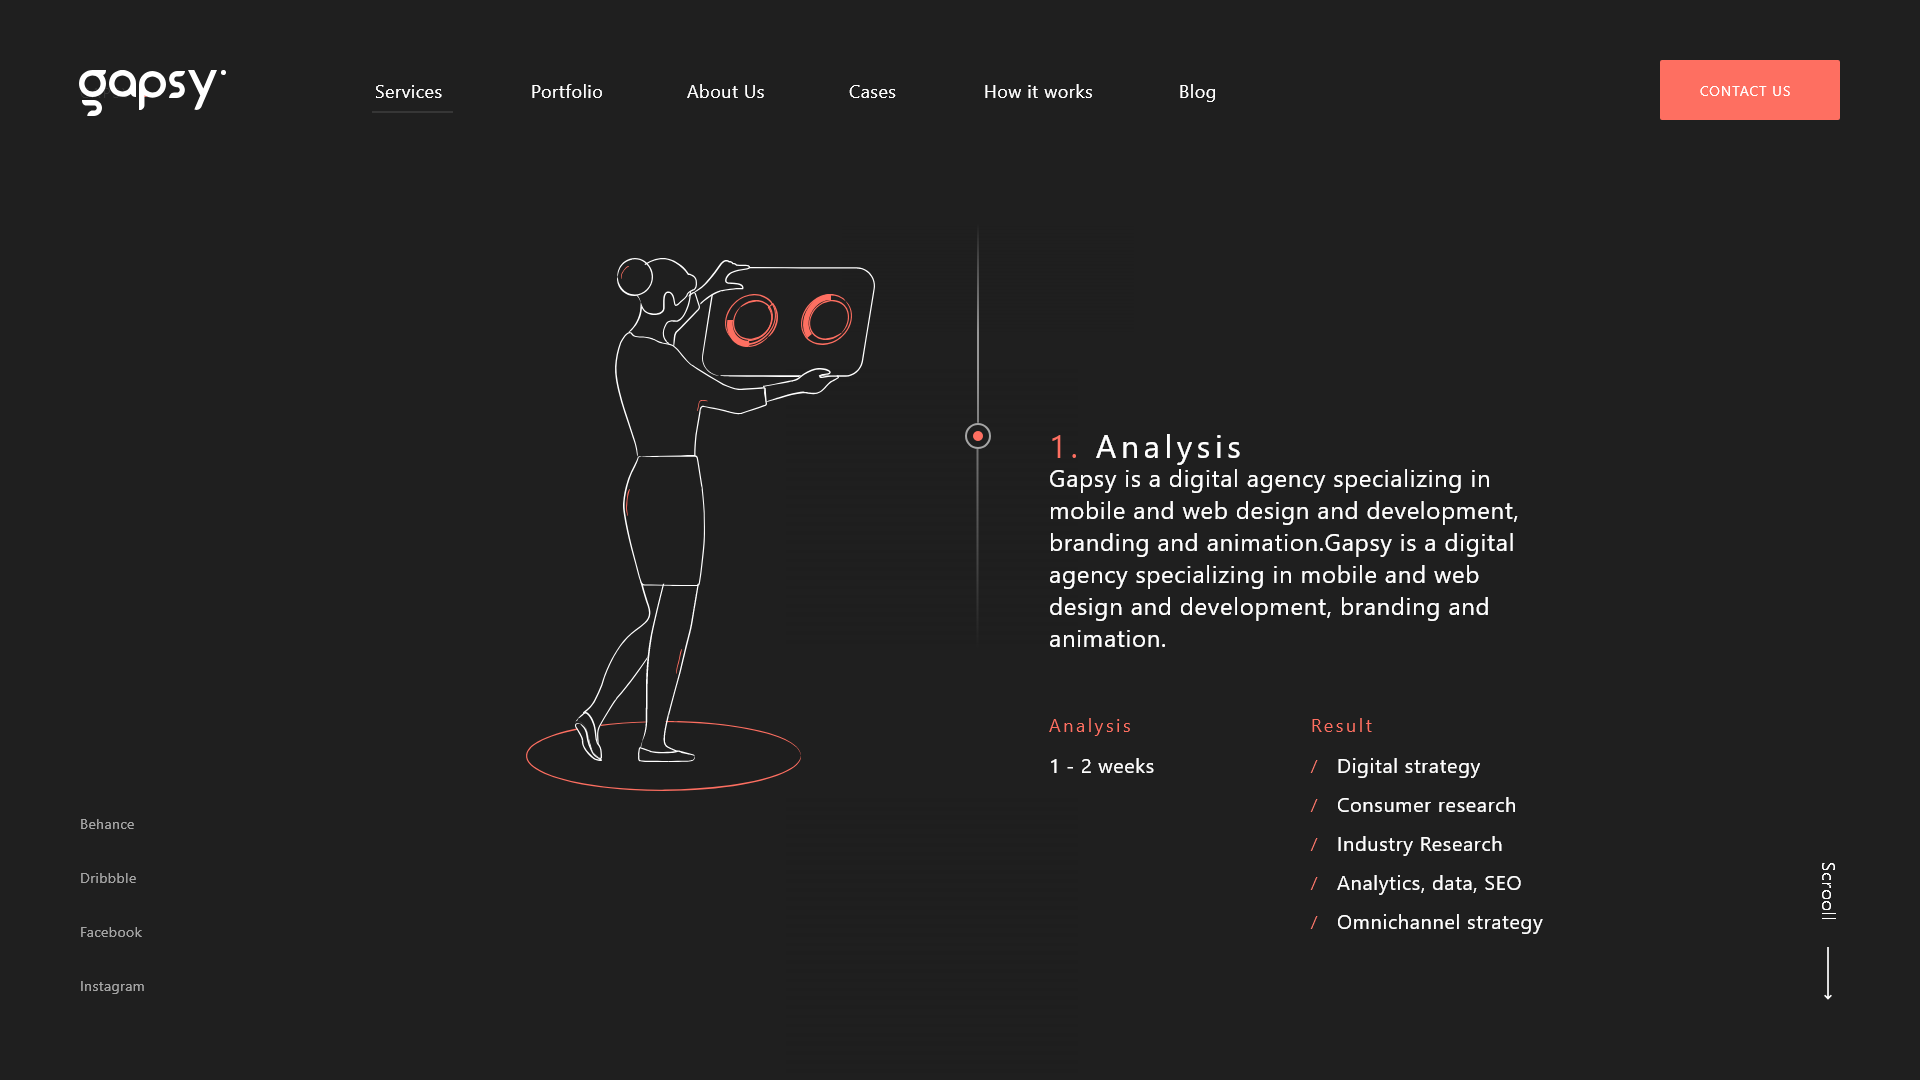 gapsy
Services
Portfolio
About Us
Cases
How it works
Blog
CONTACT US
1. Analysis
Gapsy is a digital agency specializing in
mobile and web design and development,
branding and animation.Gapsy is a digital
agency specializing in mobile and web
design and development, branding and
animation.
Analysis
1 - 2 weeks
Result
/ Digital strategy
/ Consumer research
/ Industry Research
/ Analytics, data, SEO
/ Omnichannel strategy
Behance
Dribbble
Facebook
Instagram
Scrooll